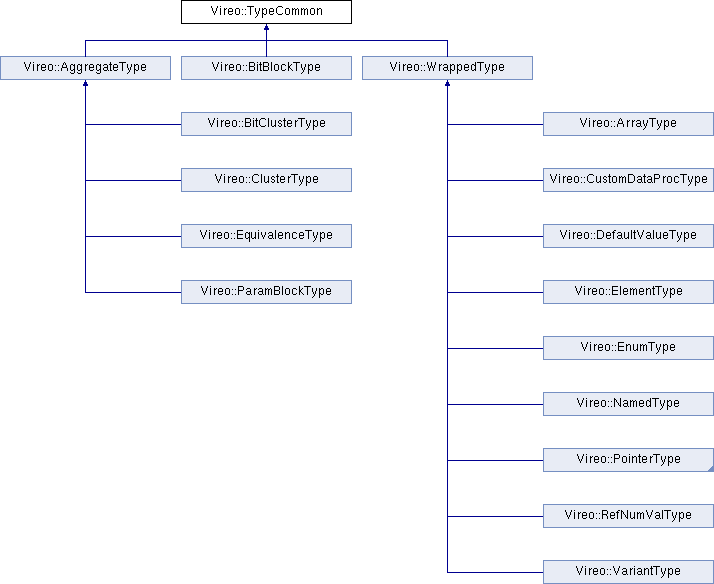 Vireo::TypeCommon
Vireo::AggregateType
Vireo::BitBlockType
Vireo::WrappedType
Vireo::BitClusterType
Vireo::ArrayType
Vireo::ClusterType
Vireo::CustomDataProcType
Vireo::EquivalenceType
Vireo::DefaultValueType
Vireo::ParamBlockType
Vireo::ElementType
Vireo::EnumType
Vireo::NamedType
Vireo::PointerType
Vireo::RefNumValType
Vireo::VariantType